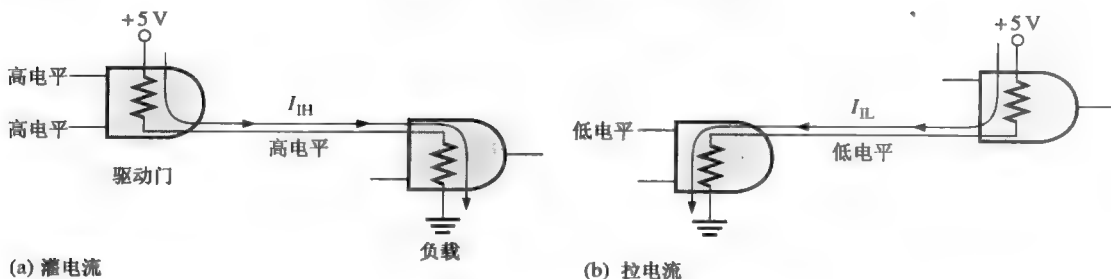 +5 V
高电平
高电平
I_IH
高电平
驱动门
负载
(a) 灌电流
+5 V
低电平
I_IL
低电平
(b) 拉电流